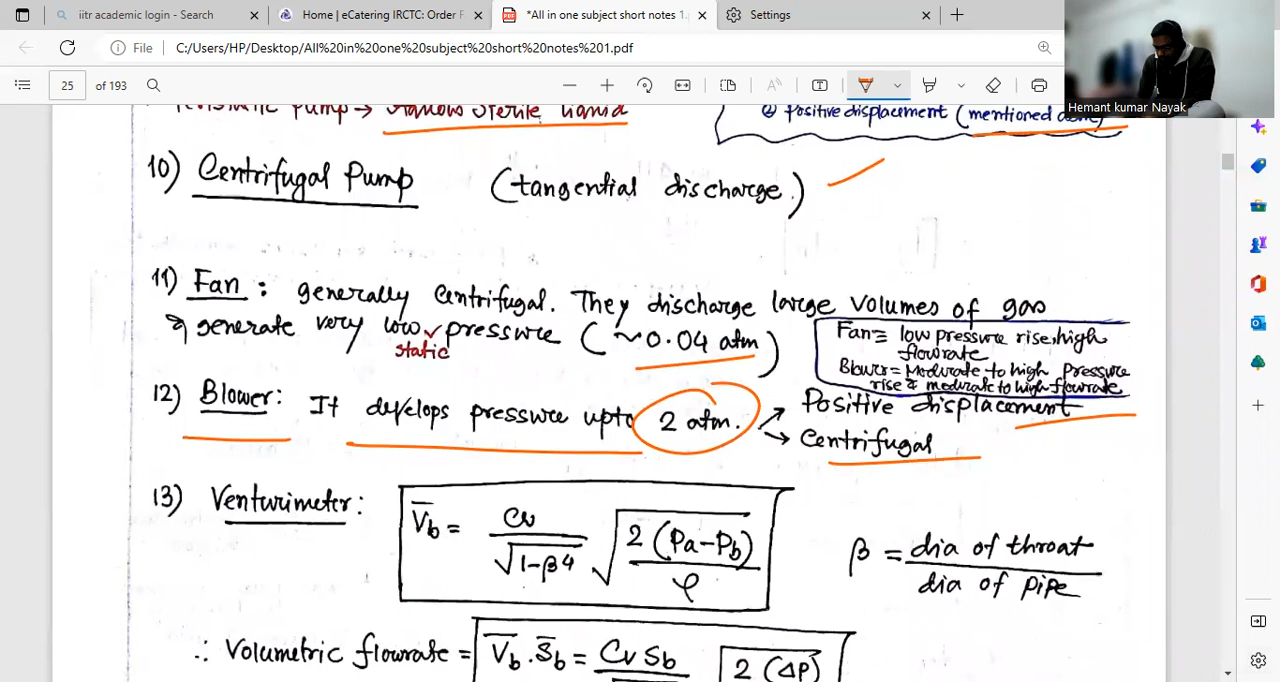 iitr academic login - Search
Home | eCatering IRCTC: Order F
*All in one subject short notes 1.p
Settings
File
C:/Users/HP/Desktop/All%20in%20one%20subject%20short%20notes%201.pdf
25 of 193
Hemant kumar Nayak
Pump → Various sterile liquid
② Positive displacement (mentioned
10) Centrifugal Pump (tangential discharge.)
11) Fan : generally Centrifugal. They discharge large volumes of gas
& generate very low pressure (~0.04 atm)
static
Fan = low pressure rise, high
flowrate
Blower = Moderate to high pressure
rise & moderate to high flowrate
12) Blower: It develops pressure upto 2 atm. → Positive displacement
→ Centrifugal
13) Venturimeter: V̅b = Cv/√(1-β⁴) √(2(Pa-Pb)/ρ) β = dia of throat/dia of pipe
∴ Volumetric flowrate = V̅b.S̅b = Cv Sb 2 (ΔP)